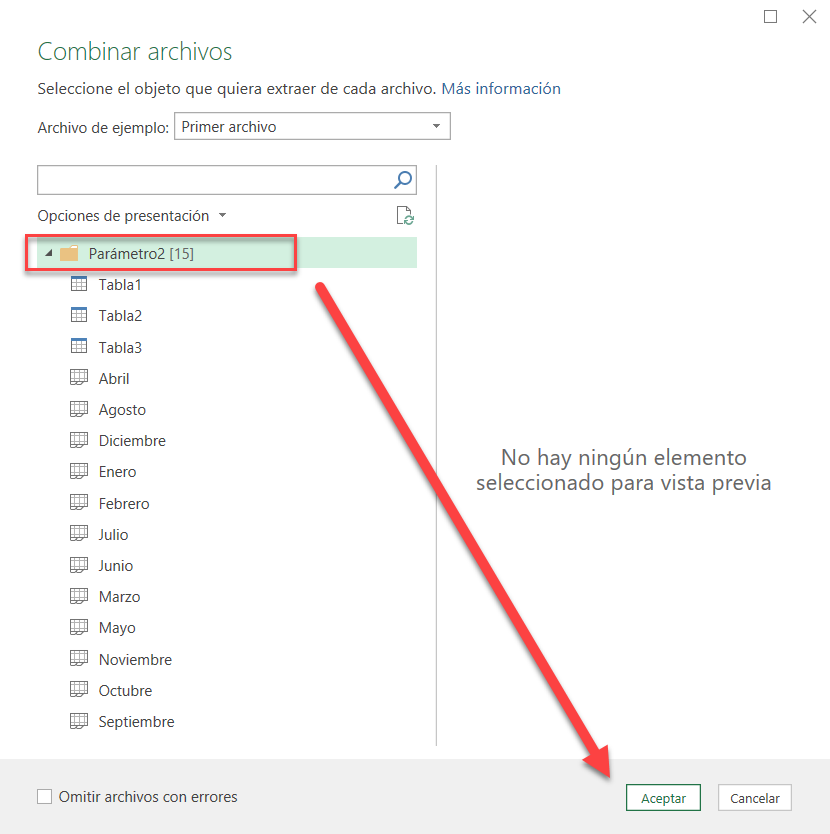 Combinar archivos
Seleccione el objeto que quiera extraer de cada archivo. Más información
Archivo de ejemplo: Primer archivo
Opciones de presentación
Parámetro2 [15]
Tabla1
Tabla2
Tabla3
Abril
Agosto
Diciembre
Enero
Febrero
Julio
Junio
Marzo
Mayo
Noviembre
Octubre
Septiembre
No hay ningún elemento
seleccionado para vista previa
Omitir archivos con errores
Aceptar
Cancelar